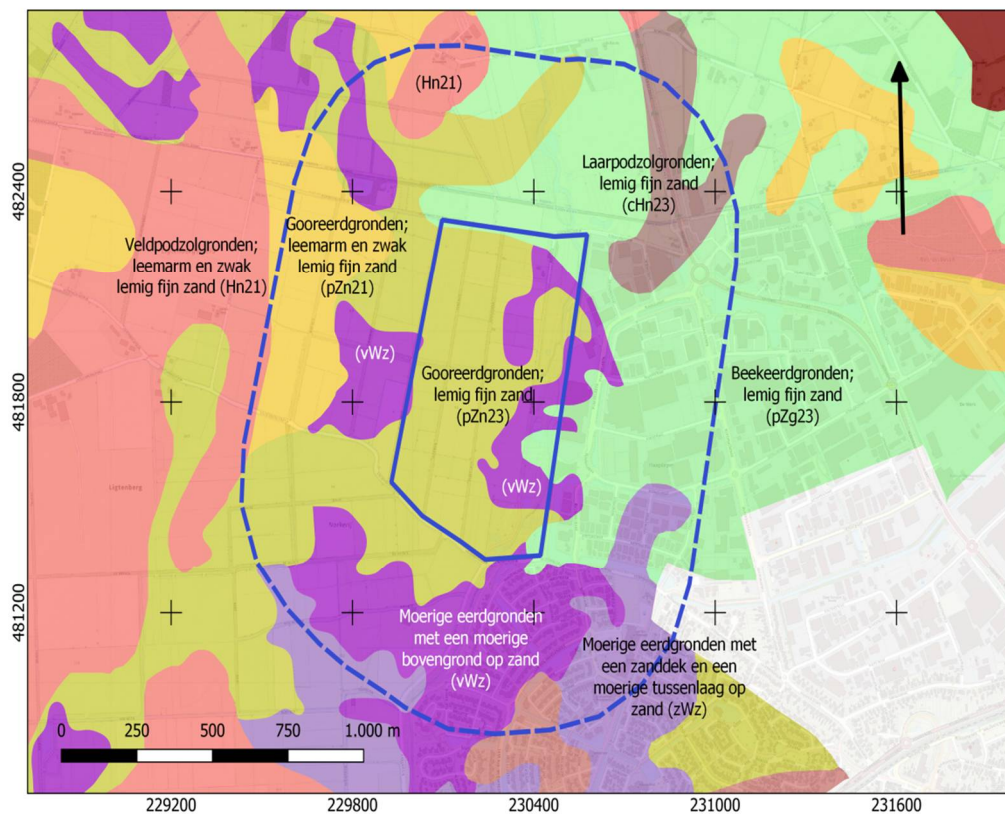 (Hn21)
Laarpodzolgronden;
lemig fijn zand
(cHn23)
482400
Veldpodzolgronden;
leemarm en zwak
lemig fijn zand (Hn21)
Gooreerdgronden;
leemarm en zwak
lemig fijn zand
(pZn21)
(vWz)
Gooreerdgronden;
lemig fijn zand
(pZn23)
Beekeerdgronden;
lemig fijn zand
(pZg23)
481800
(vWz)
Ligtenberg
481200
Moerige eerdgronden
met een moerige
bovengrond op zand
(vWz)
Moerige eerdgronden met
een zanddek en een
moerige tussenlaag op
zand (zWz)
0 250 500 750 1.000 m
229200 229800 230400 231000 231600